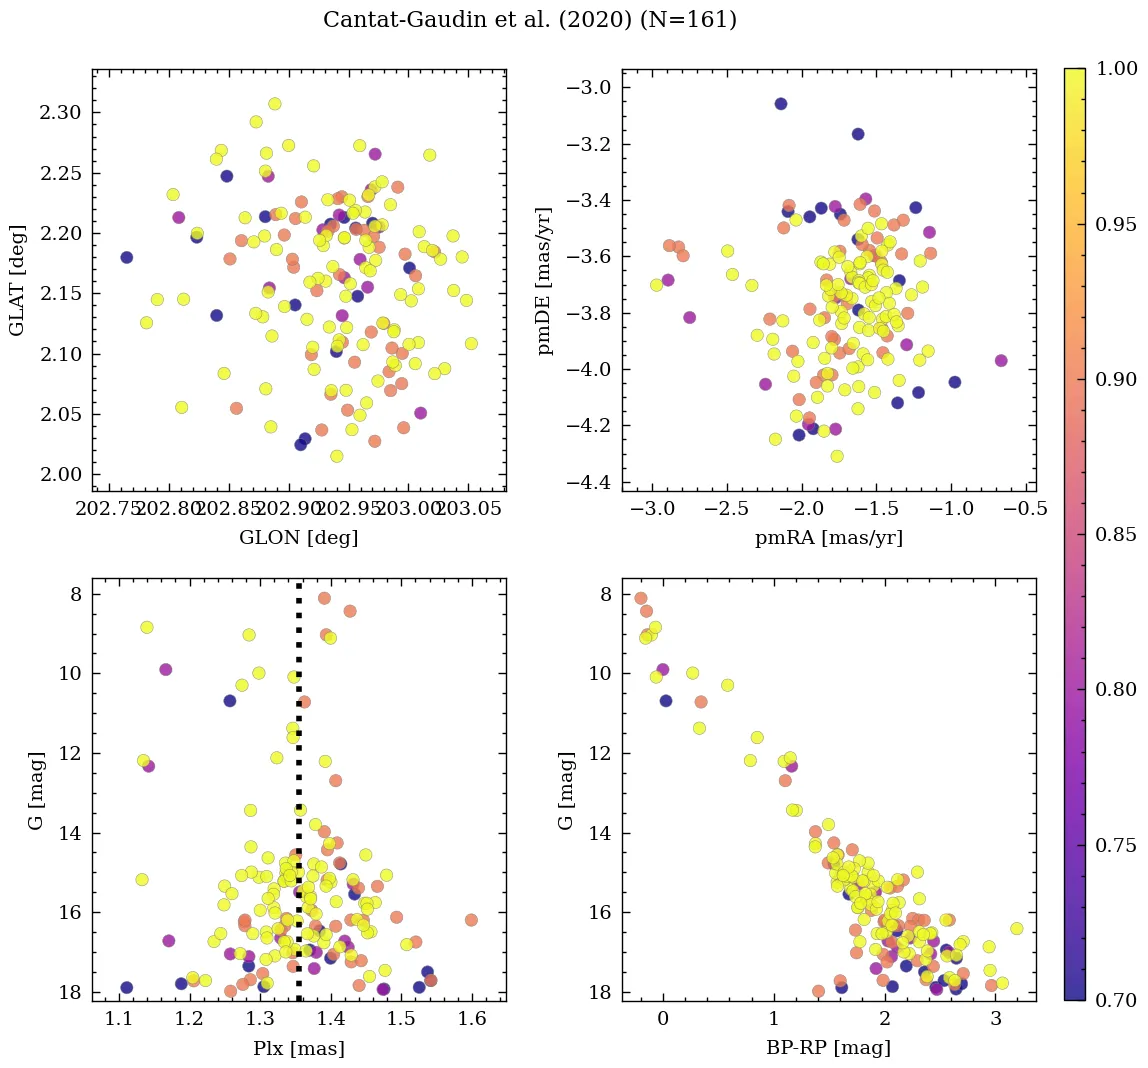 Cantat-Gaudin et al. (2020) (N=161)
2.30
2.25
2.20
2.15
2.10
2.05
2.00
GLAT [deg]
202.75 202.80 202.85 202.90 202.95 203.00 203.05
GLON [deg]
−3.0
−3.2
−3.4
−3.6
−3.8
−4.0
−4.2
−4.4
pmDE [mas/yr]
−3.0 −2.5 −2.0 −1.5 −1.0 −0.5
pmRA [mas/yr]
8
10
12
14
16
18
G [mag]
1.1 1.2 1.3 1.4 1.5 1.6
Plx [mas]
8
10
12
14
16
18
G [mag]
0 1 2 3
BP-RP [mag]
1.00
0.95
0.90
0.85
0.80
0.75
0.70